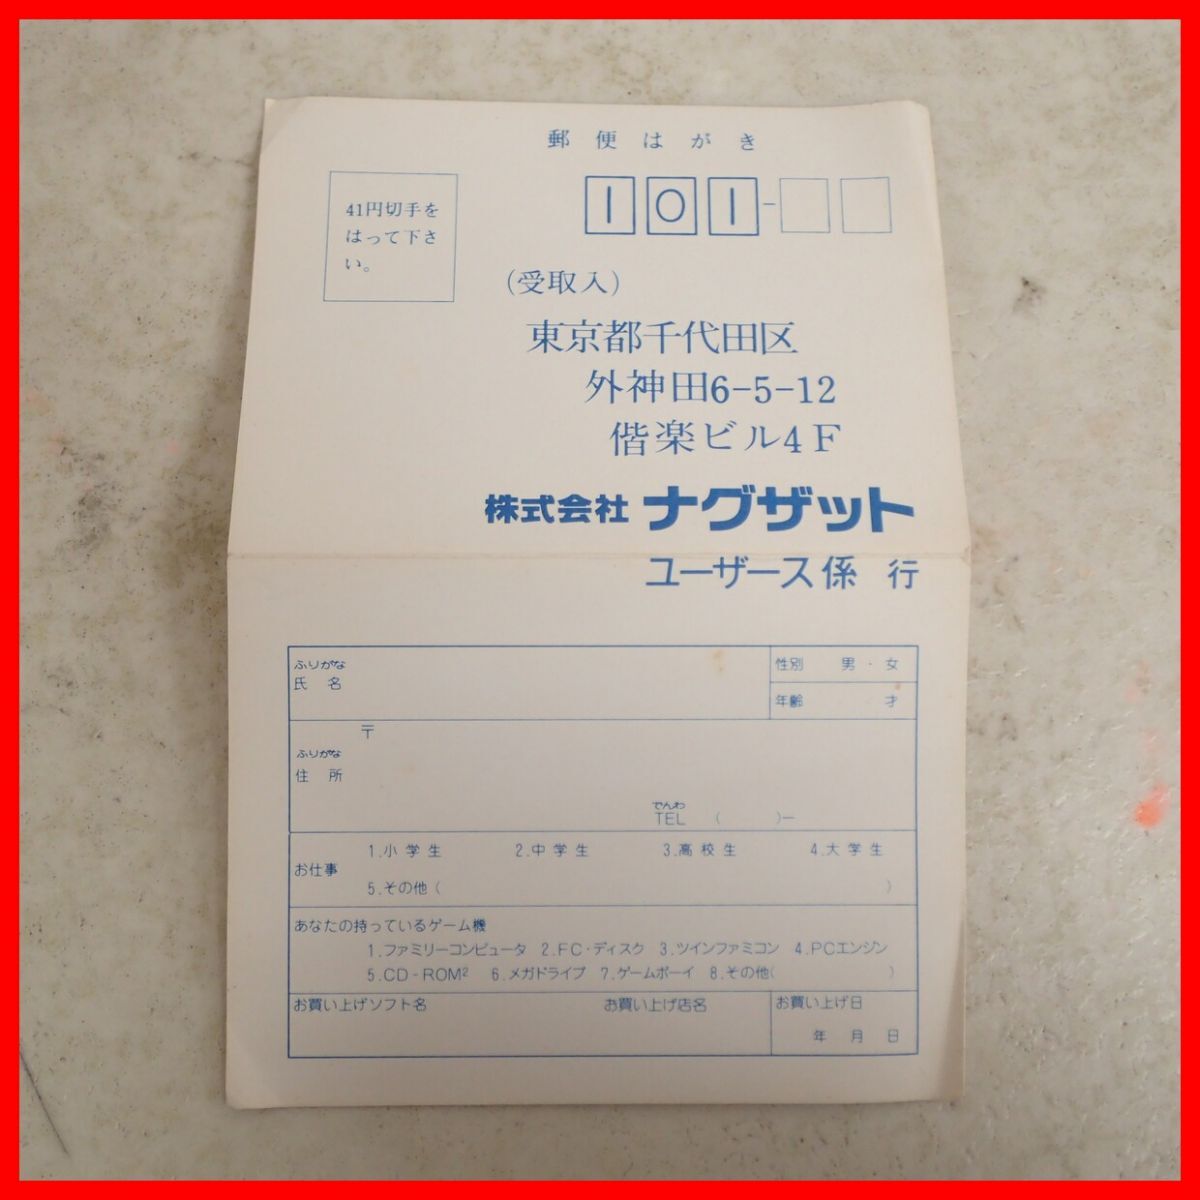 郵便はがき
41円切手を
はって下さ
い。
101-
(受取入)
東京都千代田区
外神田6-5-12
偕楽ビル4F
株式会社 ナグザット
ユーザース係 行
ふりがな
氏名
性別 男・女
年齢 才
〒
ふりがな
住所
でんわ
TEL ( )ー
お仕事
1.小学生 2.中学生 3.高校生 4.大学生
5.その他( )
あなたの持っているゲーム機
1.ファミリーコンピュータ 2.FC・ディスク 3.ツインファミコン 4.PCエンジン
5.CD-ROM² 6.メガドライブ 7.ゲームボーイ 8.その他( )
お買い上げソフト名 お買い上げ店名 お買い上げ日
年 月 日